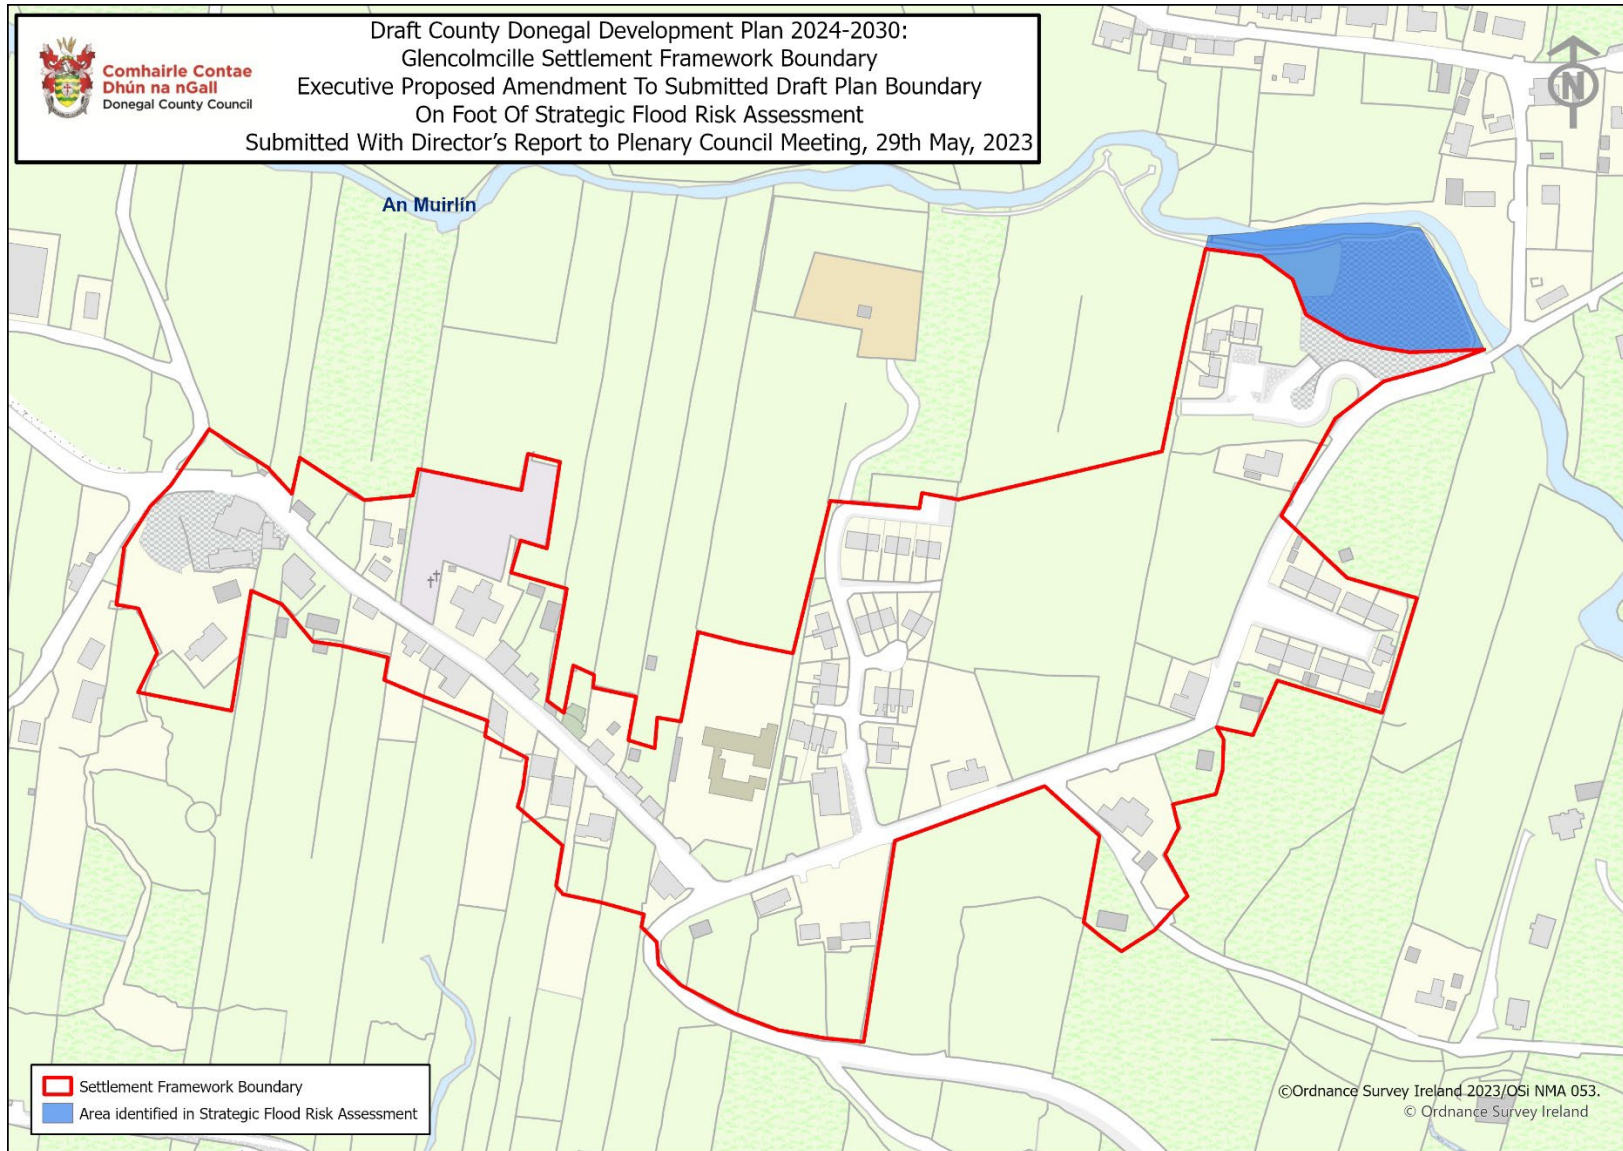 Draft County Donegal Development Plan 2024-2030:
Glencolmcille Settlement Framework Boundary
Executive Proposed Amendment To Submitted Draft Plan Boundary
On Foot Of Strategic Flood Risk Assessment
Submitted With Director's Report to Plenary Council Meeting, 29th May, 2023
Comhairle Contae
Dhún na nGall
Donegal County Council
N
An Muirlín
Settlement Framework Boundary
Area identified in Strategic Flood Risk Assessment
©Ordnance Survey Ireland 2023/OSi NMA 053.
© Ordnance Survey Ireland